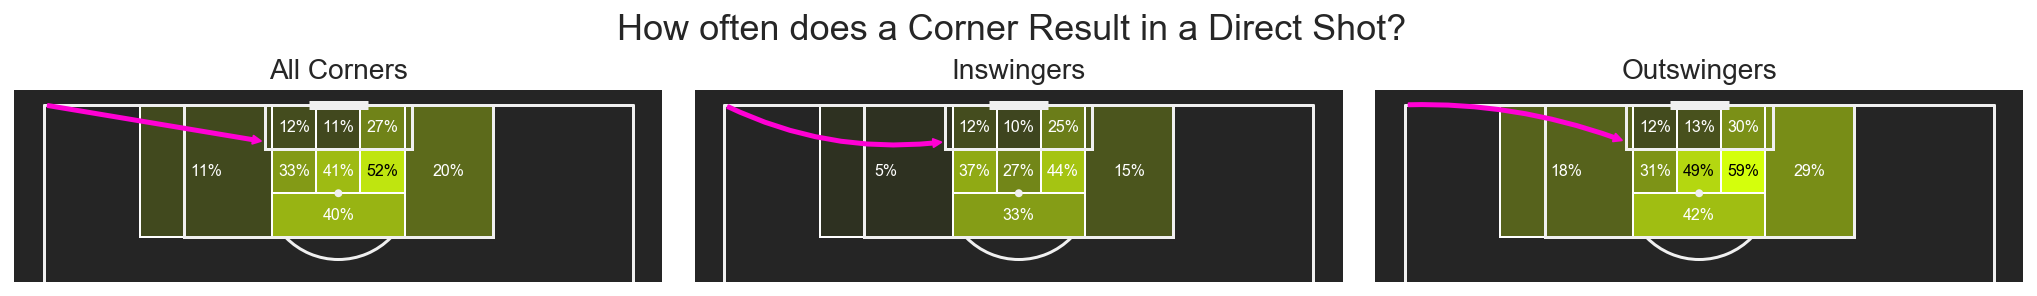 How often does a Corner Result in a Direct Shot?
All Corners
Inswingers
Outswingers
12% 11% 27%
11% 33% 41% 52% 20%
40%
12% 10% 25%
5% 37% 27% 44% 15%
33%
12% 13% 30%
18% 31% 49% 59% 29%
42%